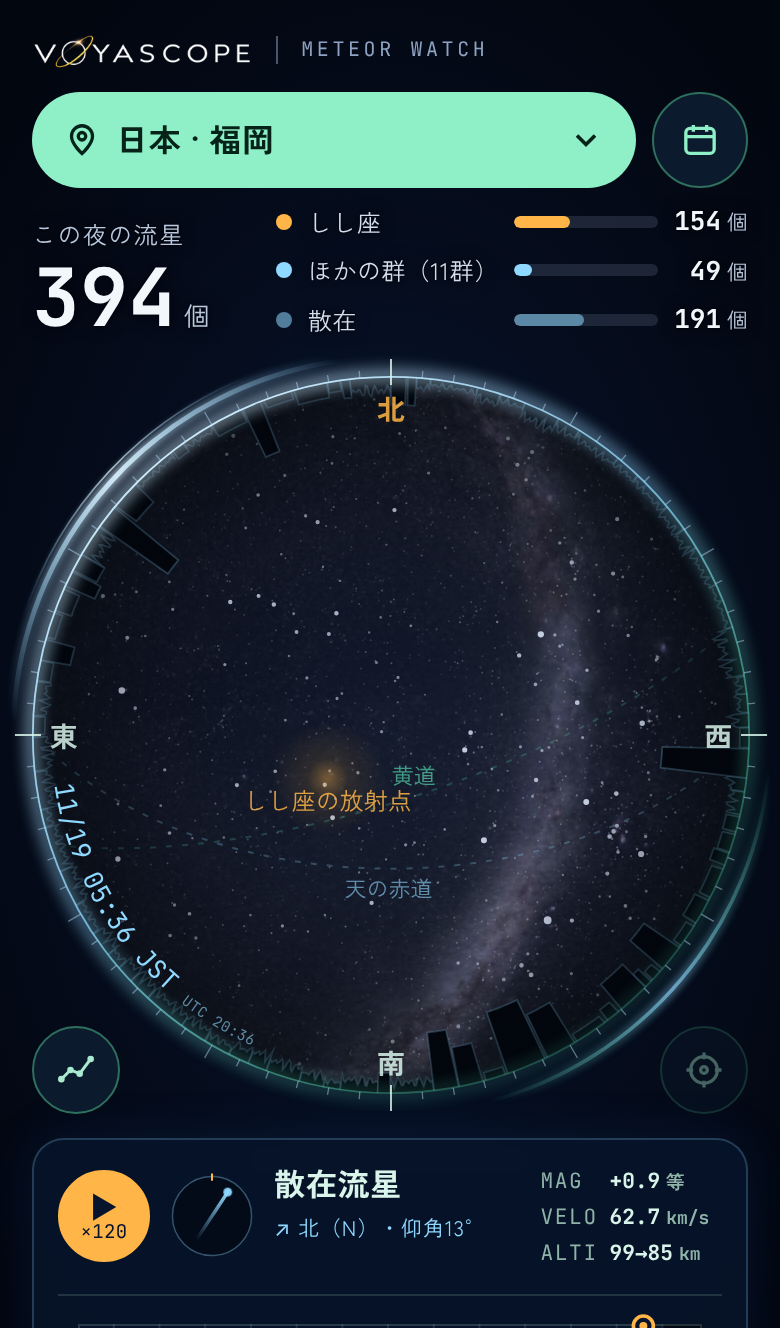 VOYASCOPE
METEOR WATCH
日本・福岡
この夜の流星
394 個
しし座 154 個
ほかの群（11群） 49 個
散在 191 個
北
東
西
黄道
しし座の放射点
天の赤道
11/19 05:36 JST
UTC 20:36
南
×120
散在流星
↗ 北（N）・仰角13°
MAG +0.9 等
VELO 62.7 km/s
ALTI 99→85 km